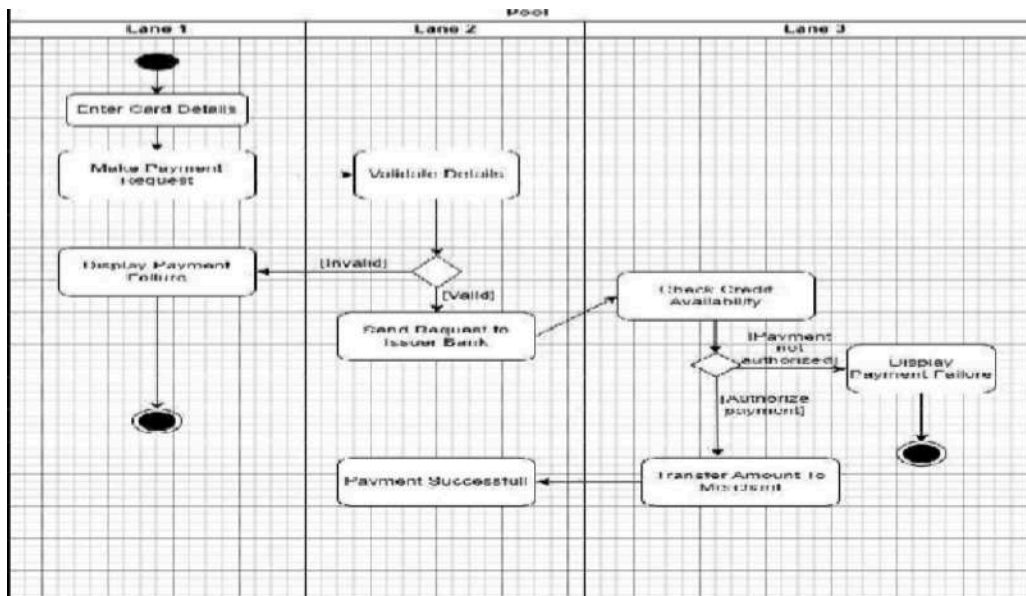 Pool
Lane 1
Lane 2
Lane 3
Enter Card Details
Make Payment
Request
Validate Details
Display Payment
Failure
[Invalid]
[Valid]
Send Request to
Issuer Bank
Check Credit
Availability
[Payment
not
authorized]
Display
Payment Failure
[Authorize
payment]
Payment Successfull
Transfer Amount To
Merchant